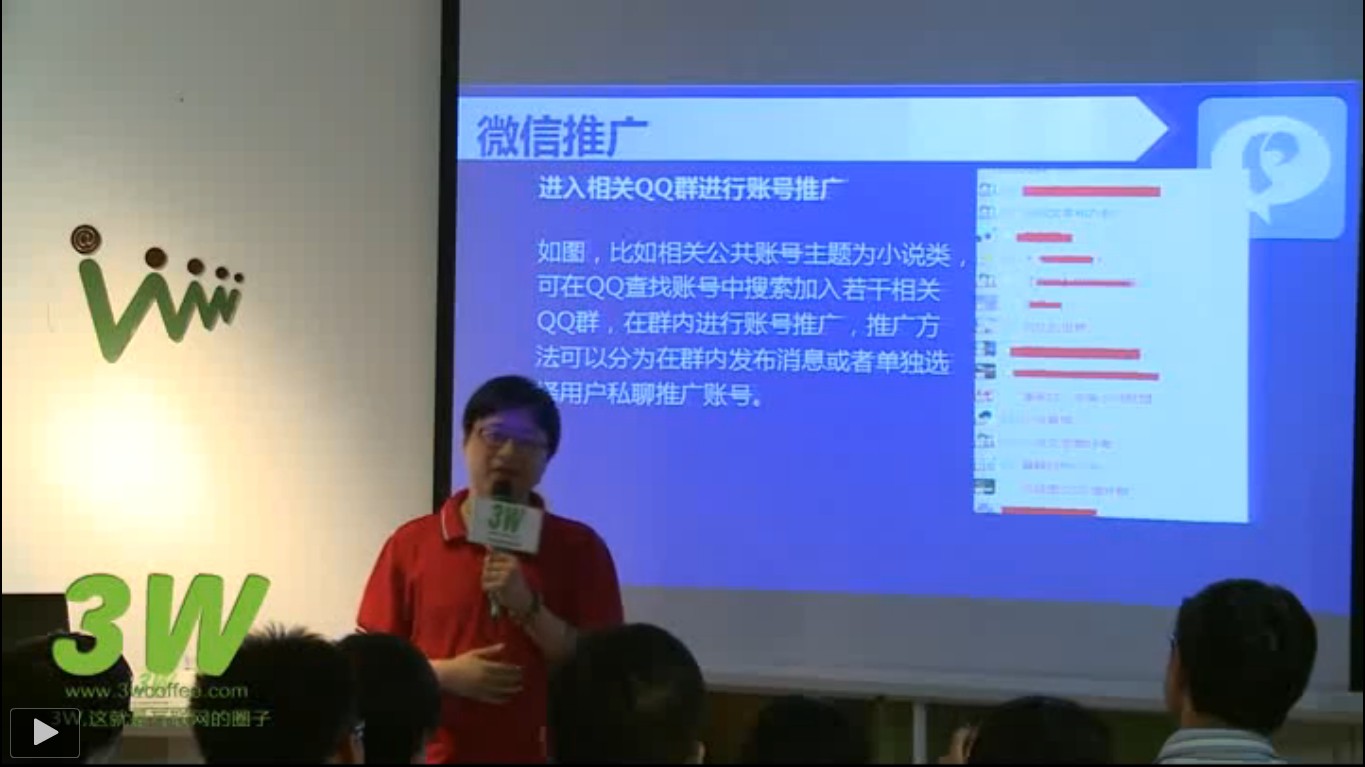 微信推广
进入相关QQ群进行账号推广
如图，比如相关公共账号主题为小说类，
可在QQ查找账号中搜索加入若干相关
QQ群，在群内进行账号推广，推广方
法可以分为在群内发布消息或者单独选
择用户私聊推广账号。
@
3W
3W
www.3wcoffee.com
3W,这就是互联网的圈子